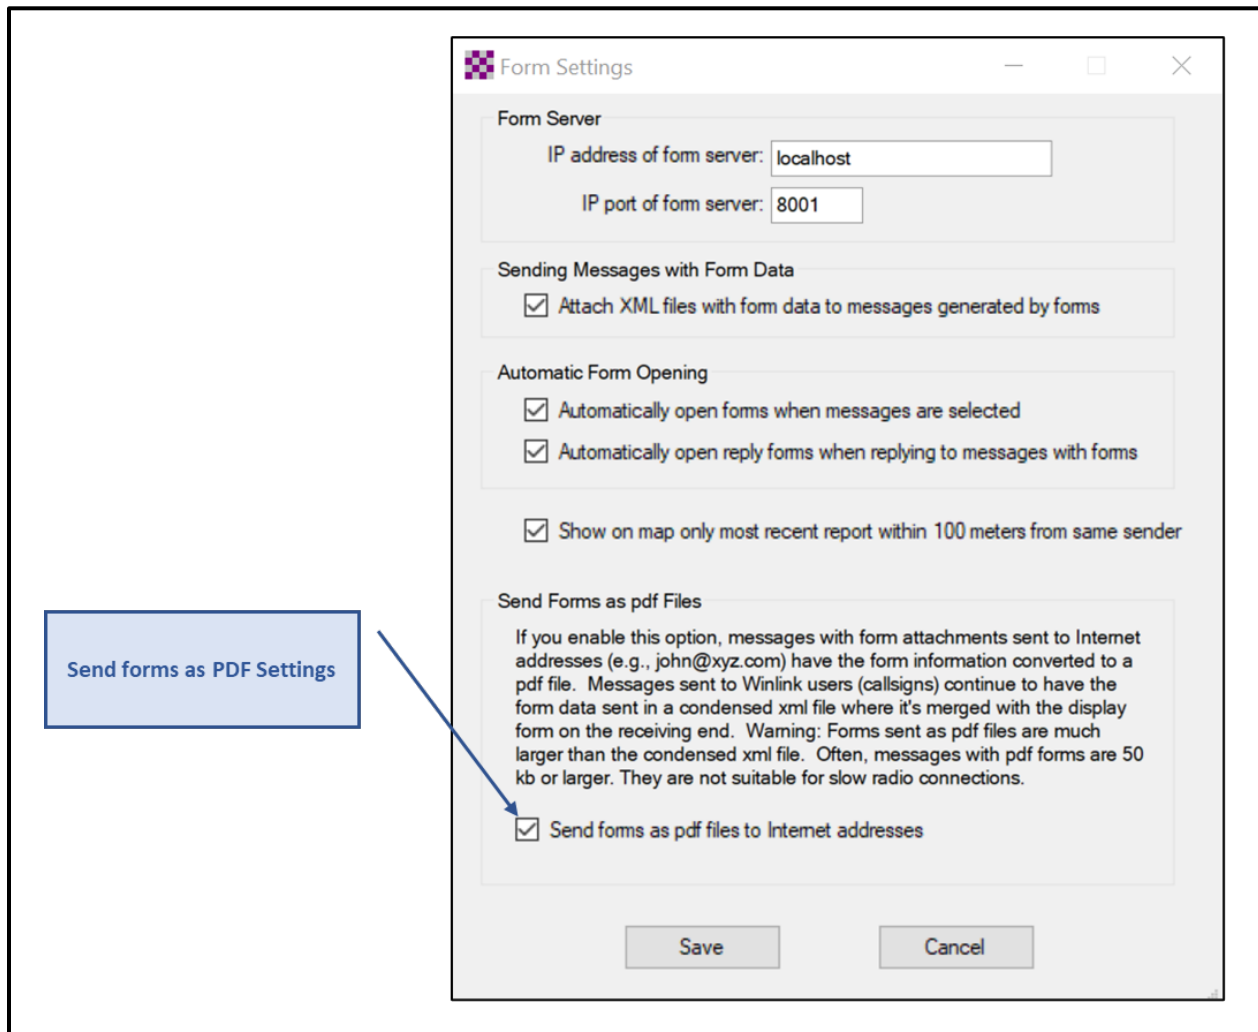 Form Settings
Form Server
IP address of form server: localhost
IP port of form server: 8001
Sending Messages with Form Data
Attach XML files with form data to messages generated by forms
Automatic Form Opening
Automatically open forms when messages are selected
Automatically open reply forms when replying to messages with forms
Show on map only most recent report within 100 meters from same sender
Send Forms as pdf Files
If you enable this option, messages with form attachments sent to Internet
addresses (e.g., john@xyz.com) have the form information converted to a
pdf file.  Messages sent to Winlink users (callsigns) continue to have the
form data sent in a condensed xml file where it's merged with the display
form on the receiving end.  Warning: Forms sent as pdf files are much
larger than the condensed xml file.  Often, messages with pdf forms are 50
kb or larger. They are not suitable for slow radio connections.
Send forms as PDF Settings
Send forms as pdf files to Internet addresses
Save
Cancel